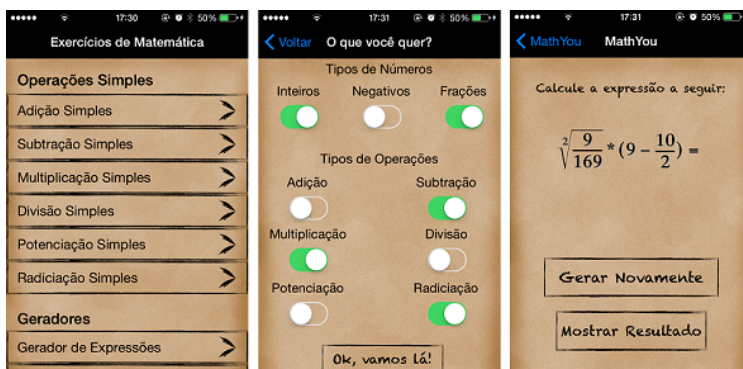 17:30 50%
Exercícios de Matemática
Operações Simples
Adição Simples
Subtração Simples
Multiplicação Simples
Divisão Simples
Potenciação Simples
Radiciação Simples
Geradores
Gerador de Expressões
17:31 50%
Voltar O que você quer?
Tipos de Números
Inteiros Negativos Frações
Tipos de Operações
Adição Subtração
Multiplicação Divisão
Potenciação Radiciação
Ok, vamos lá!
17:31 50%
MathYou MathYou
Calcule a expressão a seguir:
²√(9/169) * (9 − 10/2) =
Gerar Novamente
Mostrar Resultado